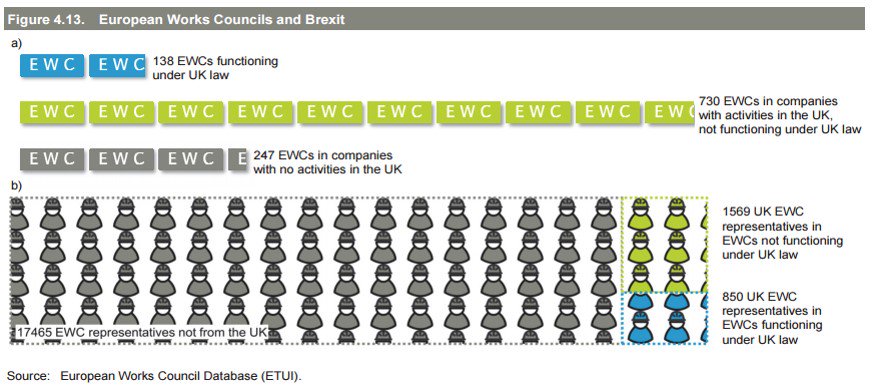 Figure 4.13. European Works Councils and Brexit
a)
EWC EWC
138 EWCs functioning
under UK law
EWC EWC EWC EWC EWC EWC EWC EWC EWC EWC
730 EWCs in companies
with activities in the UK,
not functioning under UK law
EWC EWC EWC E
247 EWCs in companies
with no activities in the UK
b)
1569 UK EWC
representatives in
EWCs not functioning
under UK law
850 UK EWC
representatives in
EWCs functioning
under UK law
17465 EWC representatives not from the UK
Source: European Works Council Database (ETUI).